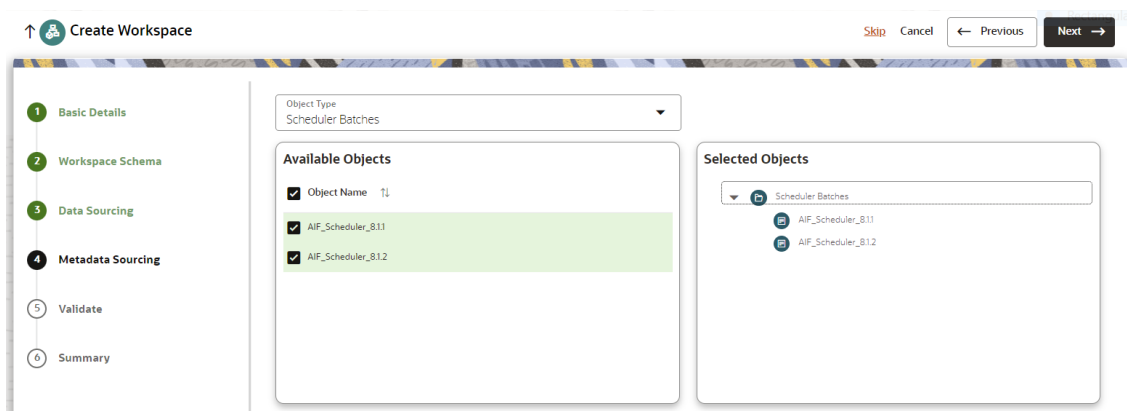 Create Workspace
Skip Cancel ← Previous Next →
1 Basic Details
2 Workspace Schema
3 Data Sourcing
4 Metadata Sourcing
5 Validate
6 Summary
Object Type
Scheduler Batches
Available Objects
Object Name
AIF_Scheduler_8.1.1
AIF_Scheduler_8.1.2
Selected Objects
Scheduler Batches
AIF_Scheduler_8.1.1
AIF_Scheduler_8.1.2